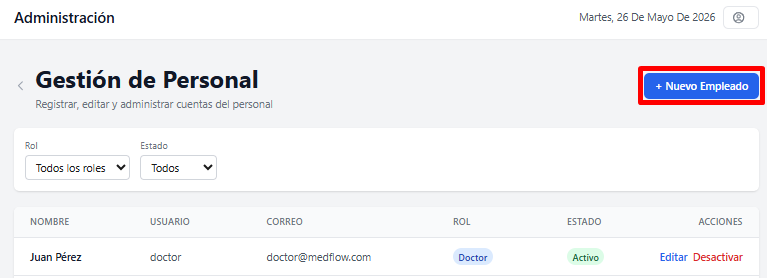 Administración
Martes, 26 De Mayo De 2026
Gestión de Personal
Registrar, editar y administrar cuentas del personal
+ Nuevo Empleado
Rol Estado
Todos los roles Todos
NOMBRE USUARIO CORREO ROL ESTADO ACCIONES
Juan Pérez doctor doctor@medflow.com Doctor Activo Editar Desactivar